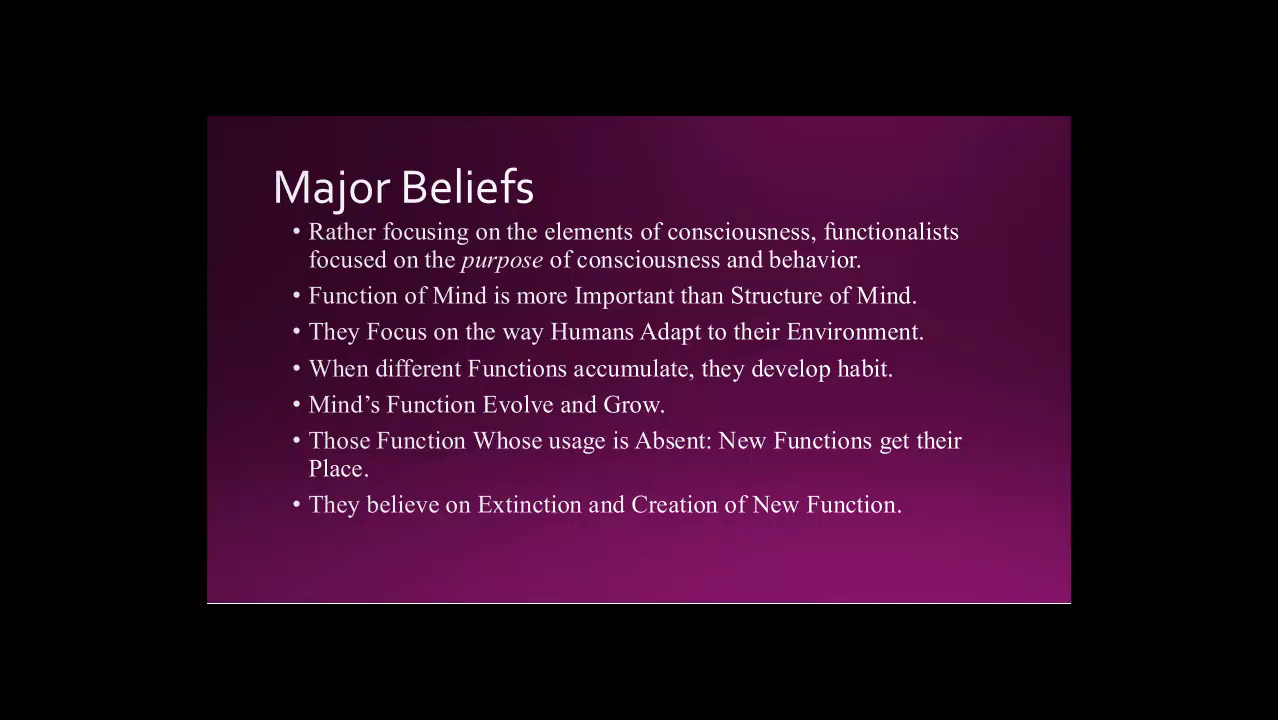 Major Beliefs
• Rather focusing on the elements of consciousness, functionalists
focused on the purpose of consciousness and behavior.
• Function of Mind is more Important than Structure of Mind.
• They Focus on the way Humans Adapt to their Environment.
• When different Functions accumulate, they develop habit.
• Mind’s Function Evolve and Grow.
• Those Function Whose usage is Absent: New Functions get their
Place.
• They believe on Extinction and Creation of New Function.